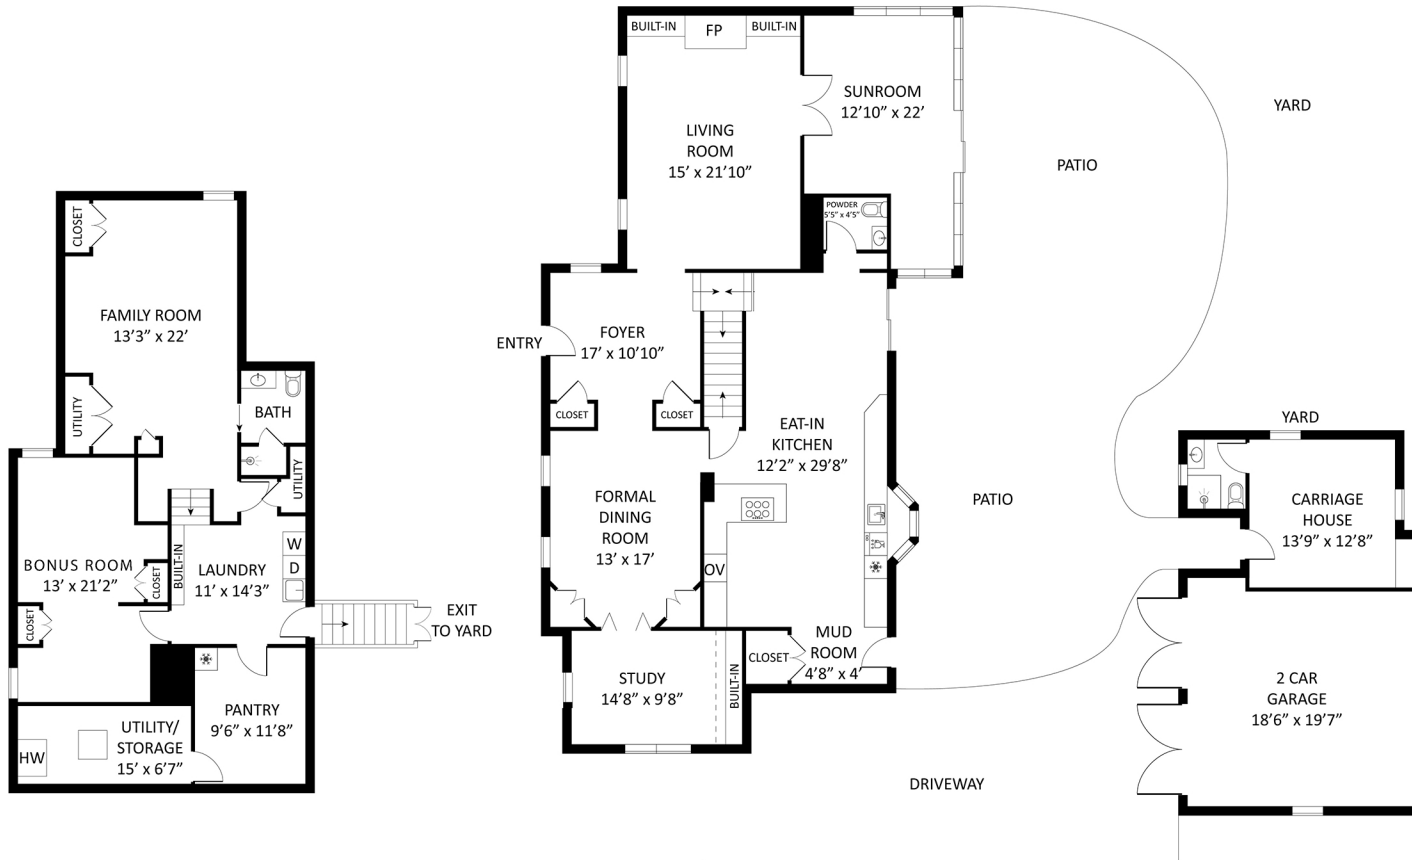 CLOSET
FAMILY ROOM
13’3” x 22’
UTILITY
BATH
UTILITY
BONUS ROOM
13’ x 21’2”
CLOSET
CLOSET
BUILT-IN
LAUNDRY
11’ x 14’3”
W
D
EXIT
TO YARD
PANTRY
9’6” x 11’8”
UTILITY/
STORAGE
15’ x 6’7”
HW
BUILT-IN
FP
BUILT-IN
LIVING
ROOM
15’ x 21’10”
SUNROOM
12’10” x 22’
POWDER
5’5” x 4’5”
ENTRY
FOYER
17’ x 10’10”
CLOSET
CLOSET
EAT-IN
KITCHEN
12’2” x 29’8”
FORMAL
DINING
ROOM
13’ x 17’
OV
STUDY
14’8” x 9’8”
BUILT-IN
CLOSET
MUD
ROOM
4’8” x 4’
PATIO
YARD
PATIO
DRIVEWAY
YARD
CARRIAGE
HOUSE
13’9” x 12’8”
2 CAR
GARAGE
18’6” x 19’7”